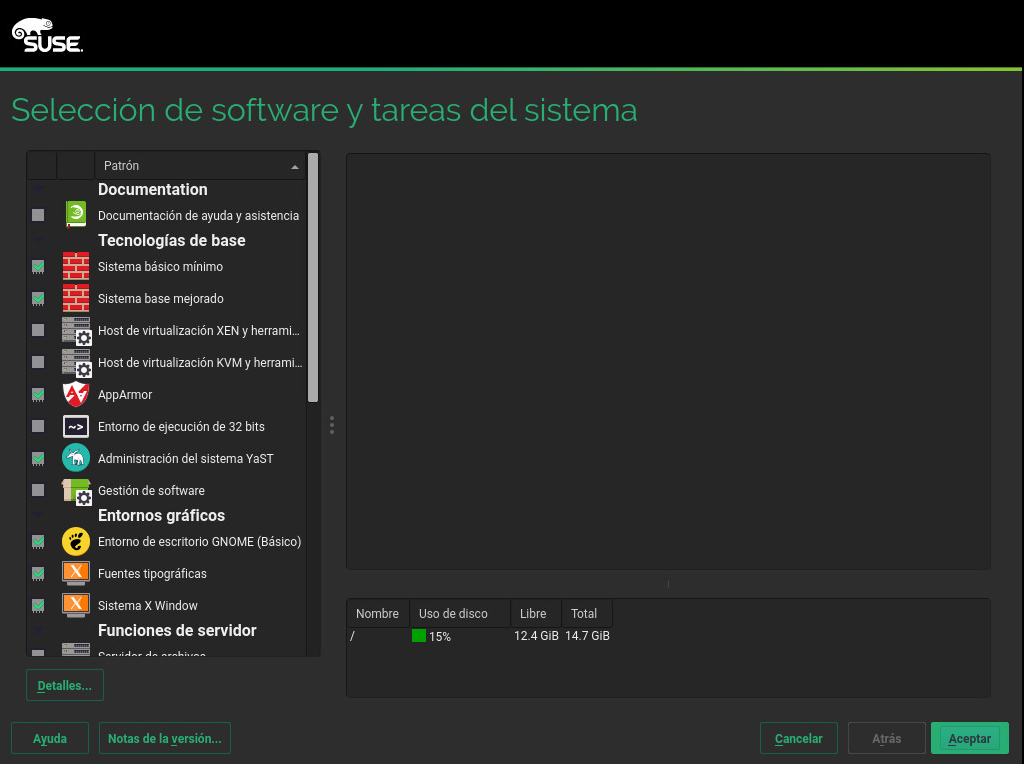 SUSE.
Selección de software y tareas del sistema
Patrón
Documentation
Documentación de ayuda y asistencia
Tecnologías de base
Sistema básico mínimo
Sistema base mejorado
Host de virtualización XEN y herrami...
Host de virtualización KVM y herrami...
AppArmor
~> Entorno de ejecución de 32 bits
Administración del sistema YaST
Gestión de software
Entornos gráficos
Entorno de escritorio GNOME (Básico)
X Fuentes tipográficas
X Sistema X Window
Funciones de servidor
Servidor de archivos
Nombre Uso de disco Libre Total
/ 15% 12.4 GiB 14.7 GiB
Detalles...
Ayuda Notas de la versión... Cancelar Atrás Aceptar